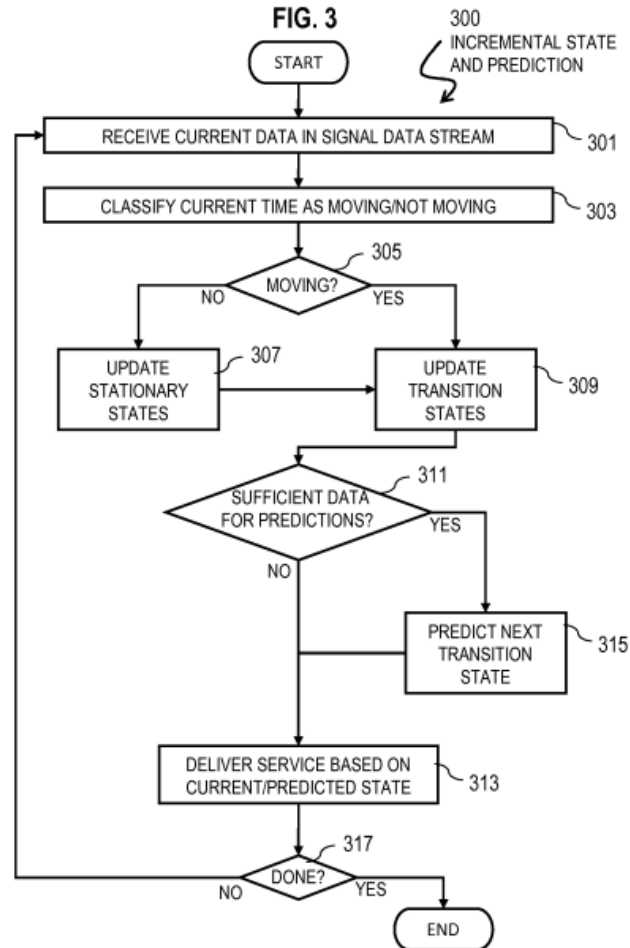 FIG. 3
300
INCREMENTAL STATE
AND PREDICTION
START
RECEIVE CURRENT DATA IN SIGNAL DATA STREAM
301
CLASSIFY CURRENT TIME AS MOVING/NOT MOVING
303
305
MOVING?
NO
YES
UPDATE
STATIONARY
STATES
307
UPDATE
TRANSITION
STATES
309
311
SUFFICIENT DATA
FOR PREDICTIONS?
YES
NO
PREDICT NEXT
TRANSITION
STATE
315
DELIVER SERVICE BASED ON
CURRENT/PREDICTED STATE
313
317
DONE?
NO
YES
END